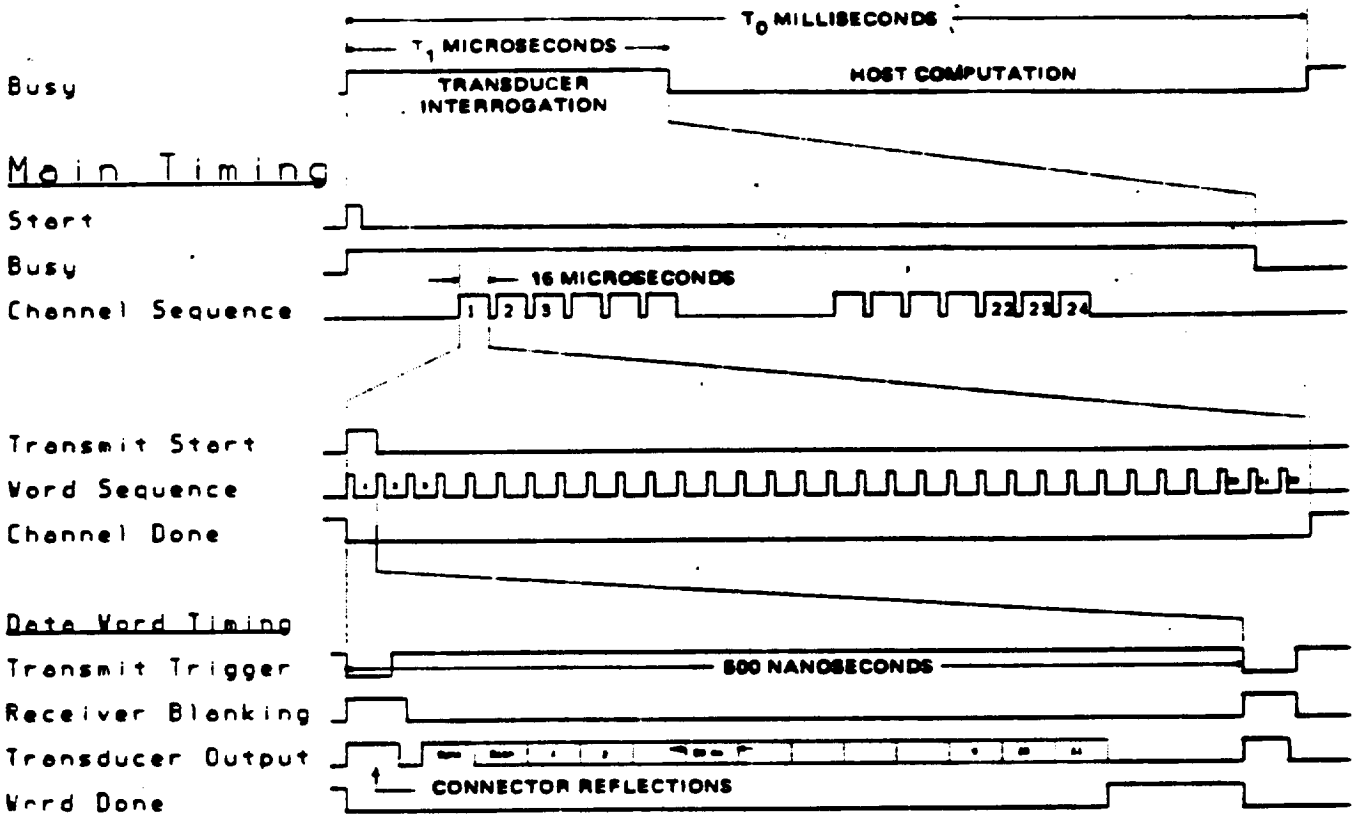 T0 MILLISECONDS
T1 MICROSECONDS
Busy
TRANSDUCER INTERROGATION
HOST COMPUTATION
Main Timing
Start
Busy
16 MICROSECONDS
Channel Sequence
1 2 3 22 23 24
Transmit Start
Word Sequence
Channel Done
Data Word Timing
Transmit Trigger
500 NANOSECONDS
Receiver Blanking
Transducer Output
CONNECTOR REFLECTIONS
Word Done